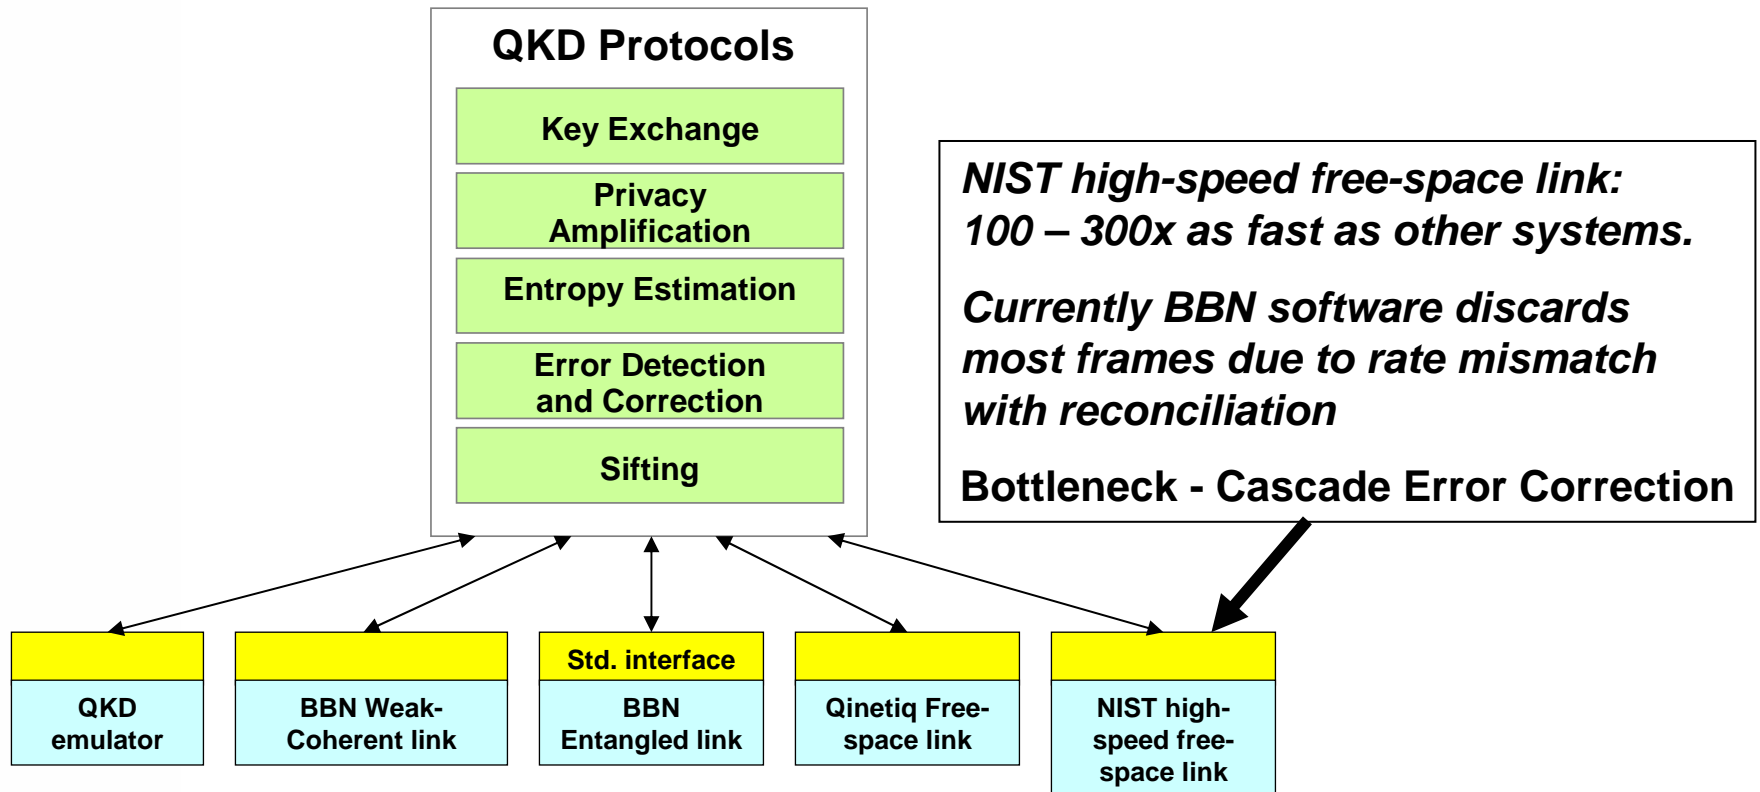 QKD Protocols
Key Exchange
Privacy
Amplification
Entropy Estimation
Error Detection
and Correction
Sifting
NIST high-speed free-space link:
100 – 300x as fast as other systems.
Currently BBN software discards
most frames due to rate mismatch
with reconciliation
Bottleneck - Cascade Error Correction
QKD
emulator
BBN Weak-
Coherent link
Std. interface
BBN
Entangled link
Qinetiq Free-
space link
NIST high-
speed free-
space link